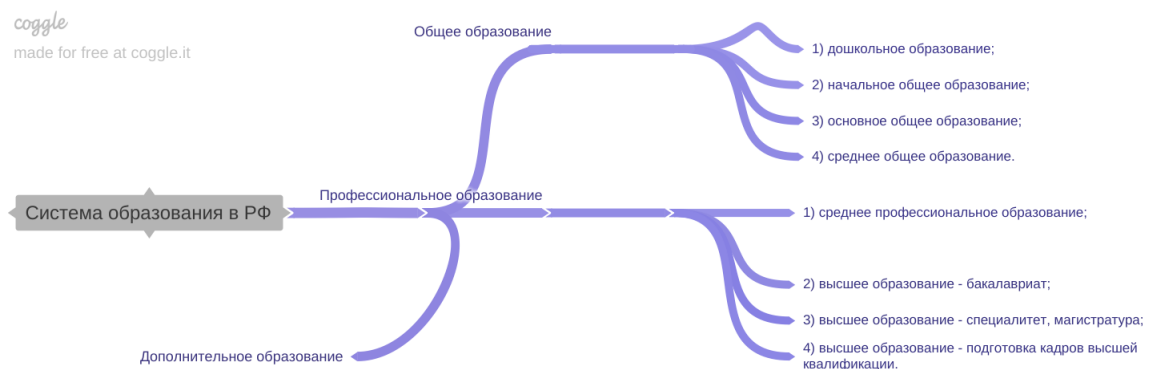 coggle
made for free at coggle.it
Общее образование
1) дошкольное образование;
2) начальное общее образование;
3) основное общее образование;
4) среднее общее образование.
Система образования в РФ
Профессиональное образование
1) среднее профессиональное образование;
2) высшее образование - бакалавриат;
3) высшее образование - специалитет, магистратура;
4) высшее образование - подготовка кадров высшей
квалификации.
Дополнительное образование